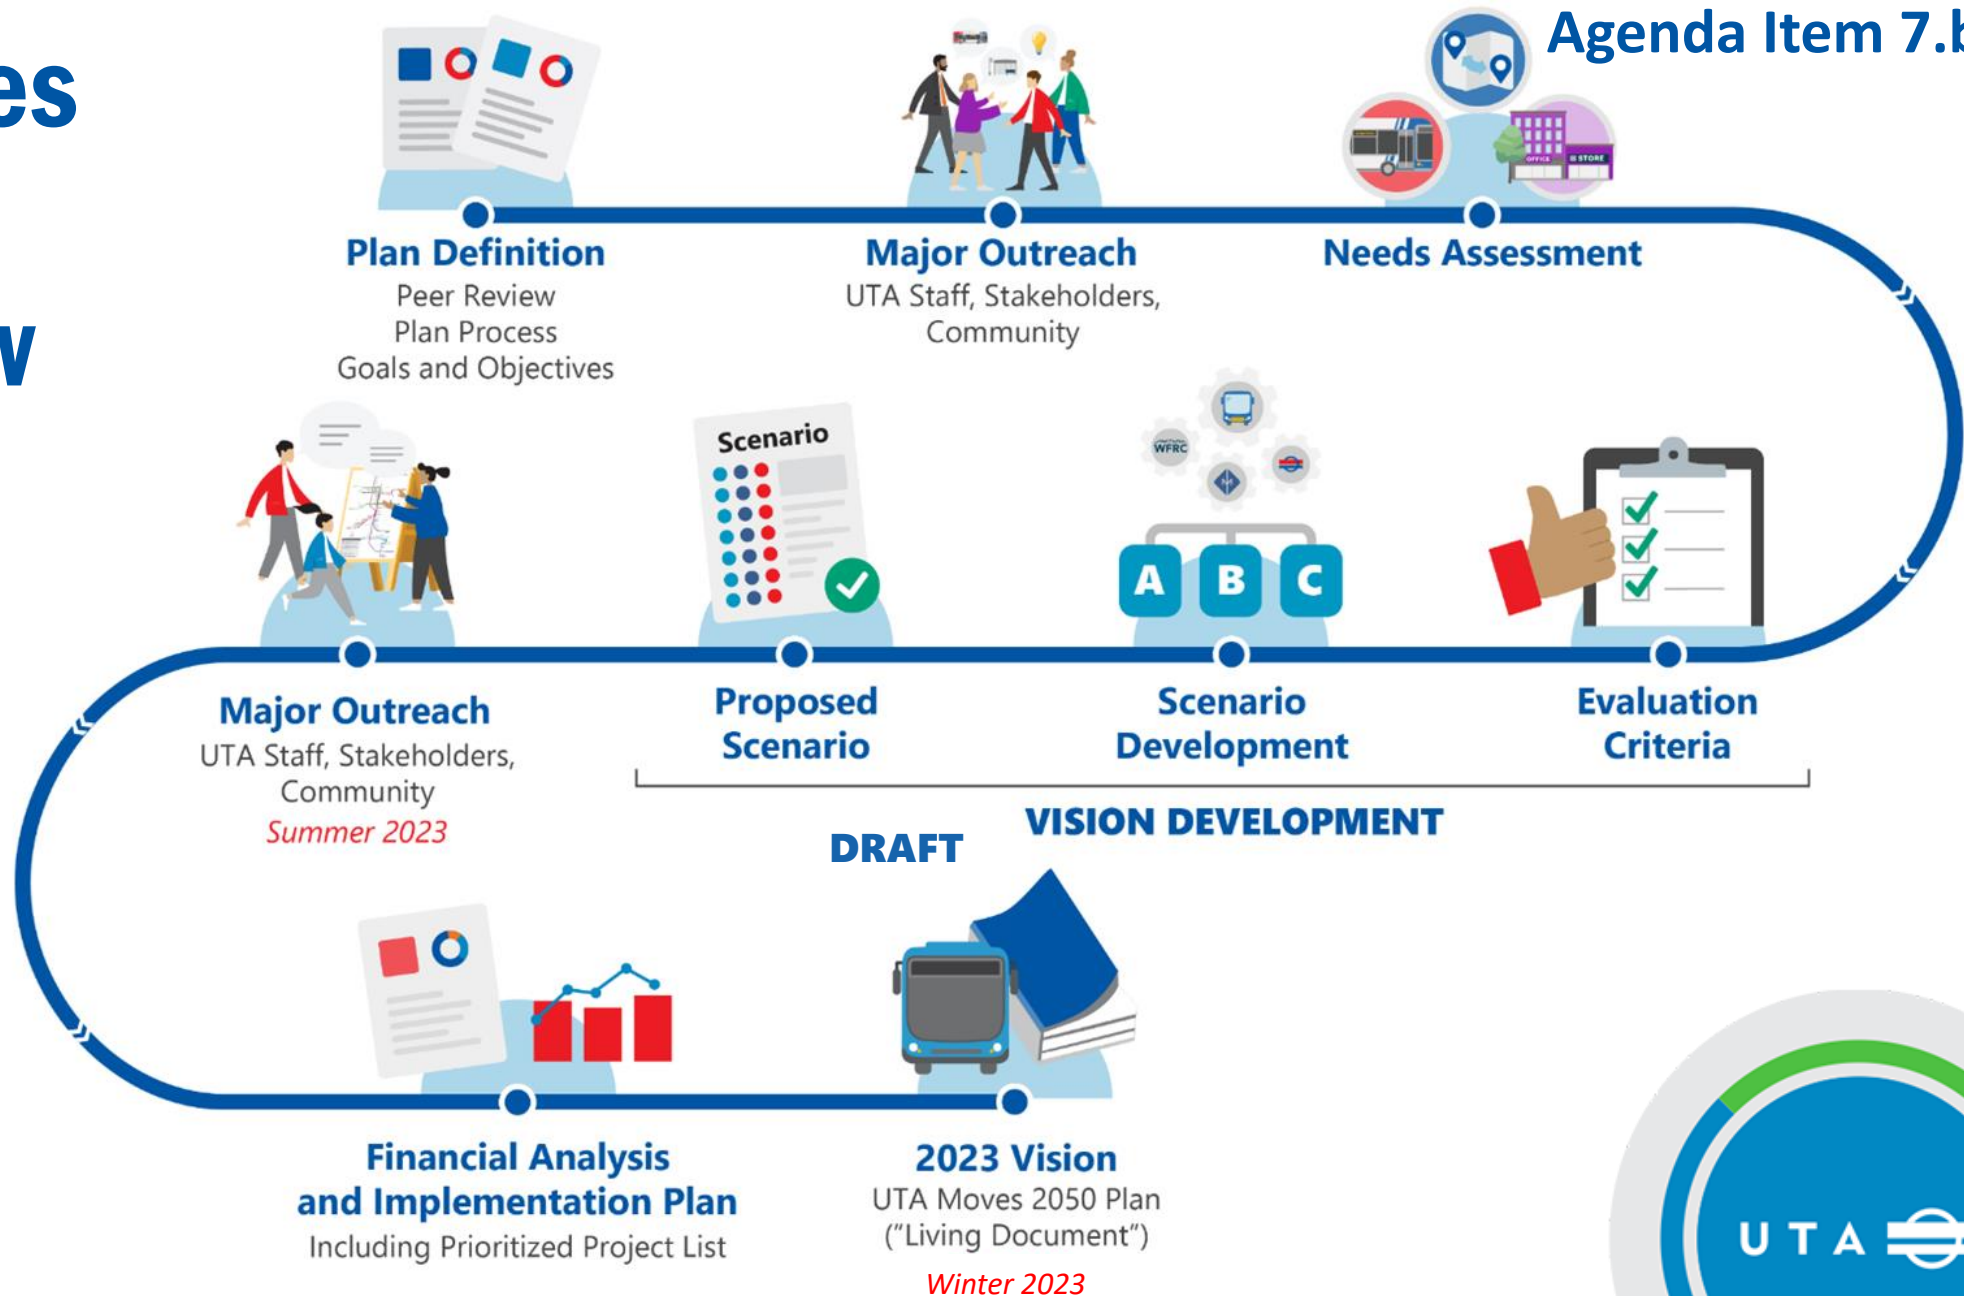 es
w
Agenda Item 7.b
OFFICE
STORE
Plan Definition
Peer Review
Plan Process
Goals and Objectives
Major Outreach
UTA Staff, Stakeholders,
Community
Needs Assessment
Scenario
WFRC
A B C
Major Outreach
UTA Staff, Stakeholders,
Community
Summer 2023
Proposed
Scenario
Scenario
Development
Evaluation
Criteria
VISION DEVELOPMENT
DRAFT
Financial Analysis
and Implementation Plan
Including Prioritized Project List
2023 Vision
UTA Moves 2050 Plan
("Living Document")
Winter 2023
UTA